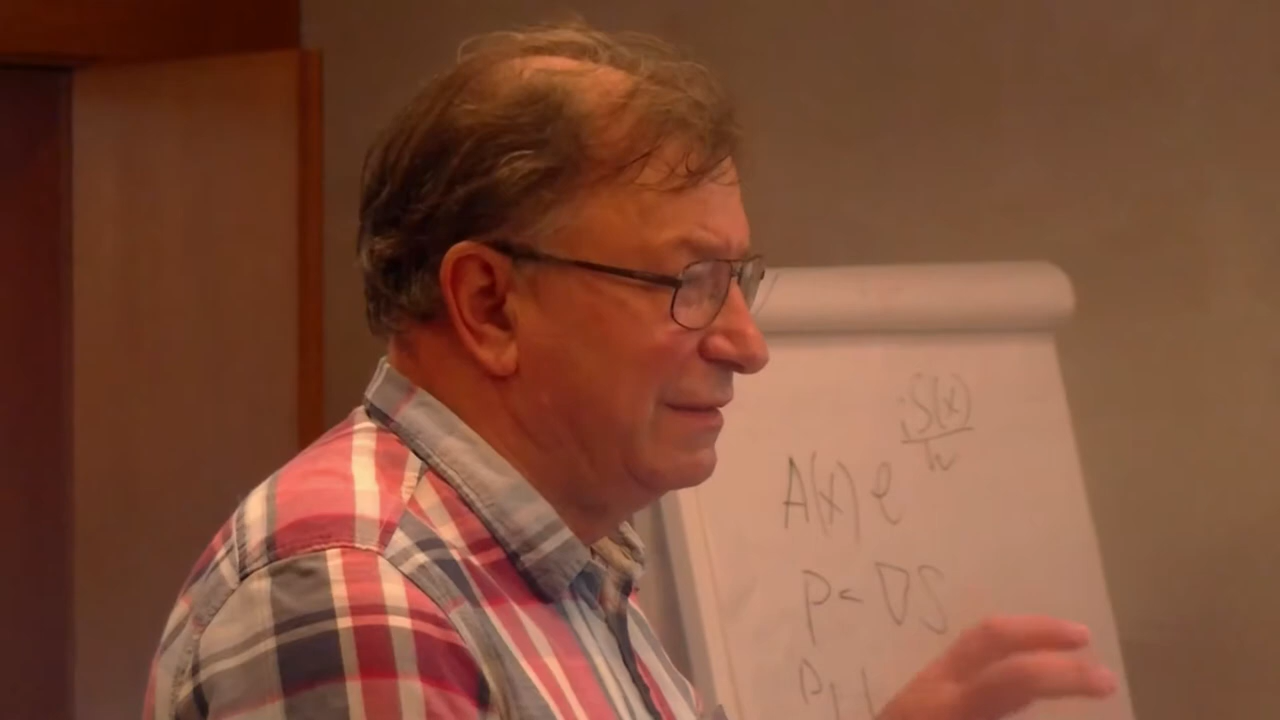 A(x) e^{iS(x)/ħ}
p = ∇S